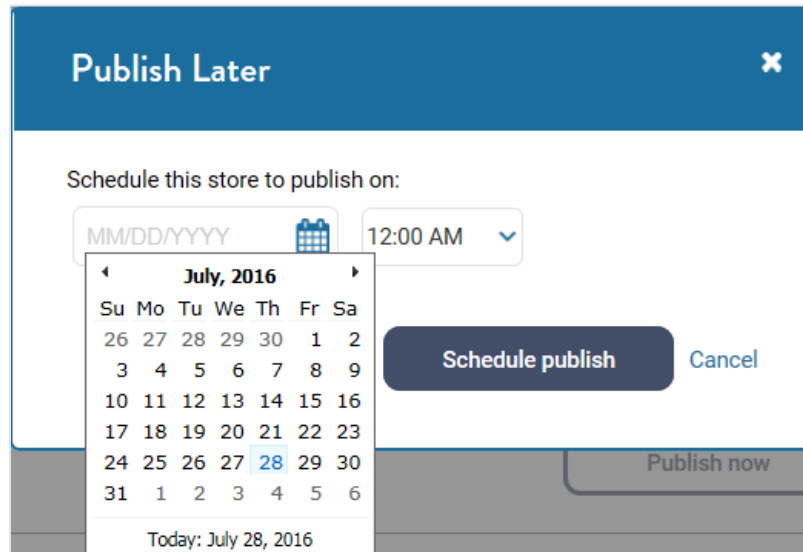 Publish Later
Schedule this store to publish on:
MM/DD/YYYY 12:00 AM
July, 2016
Su Mo Tu We Th Fr Sa
26 27 28 29 30 1 2
3 4 5 6 7 8 9
10 11 12 13 14 15 16
17 18 19 20 21 22 23
24 25 26 27 28 29 30
31 1 2 3 4 5 6
Today: July 28, 2016
Schedule publish Cancel
Publish now